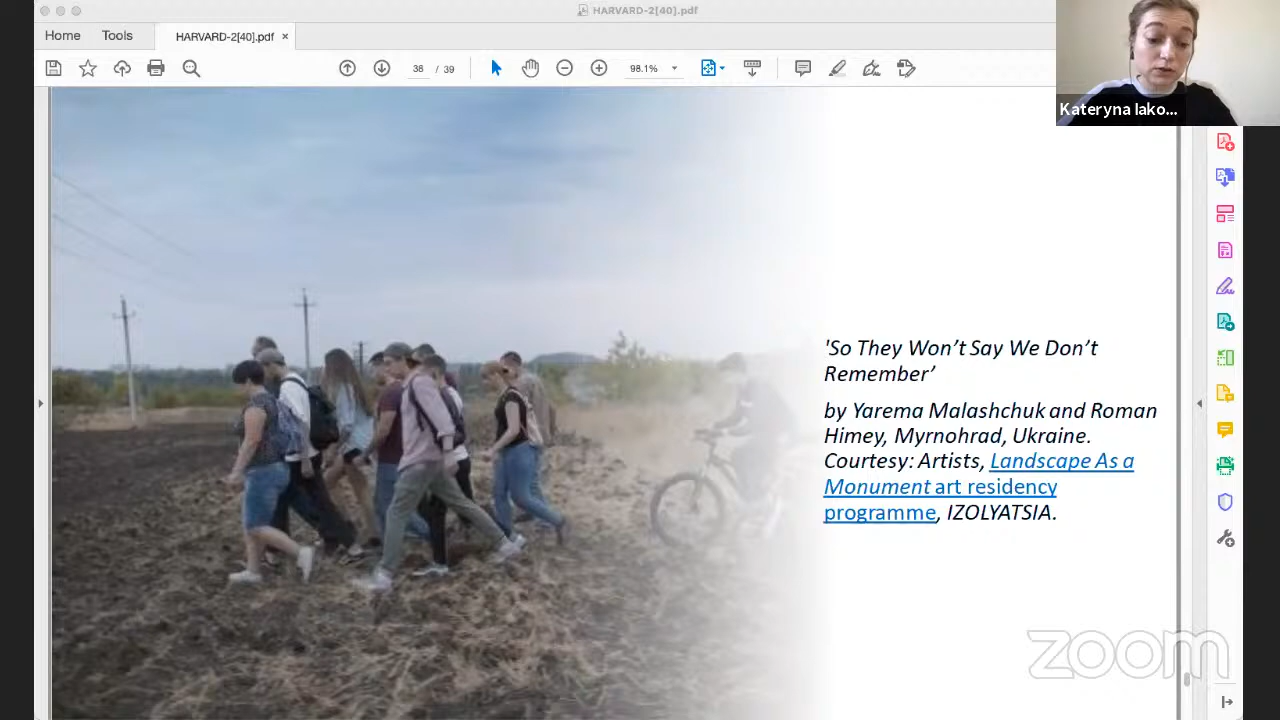 HARVARD-2[40].pdf
Home Tools HARVARD-2[40].pdf ×
38 / 39 98.1%
Kateryna Iako...
'So They Won’t Say We Don’t
Remember’
by Yarema Malashchuk and Roman
Himey, Myrnohrad, Ukraine.
Courtesy: Artists, Landscape As a
Monument art residency
programme, IZOLYATSIA.
zoom